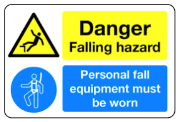 Danger
Falling hazard
Personal fall
equipment must
be worn